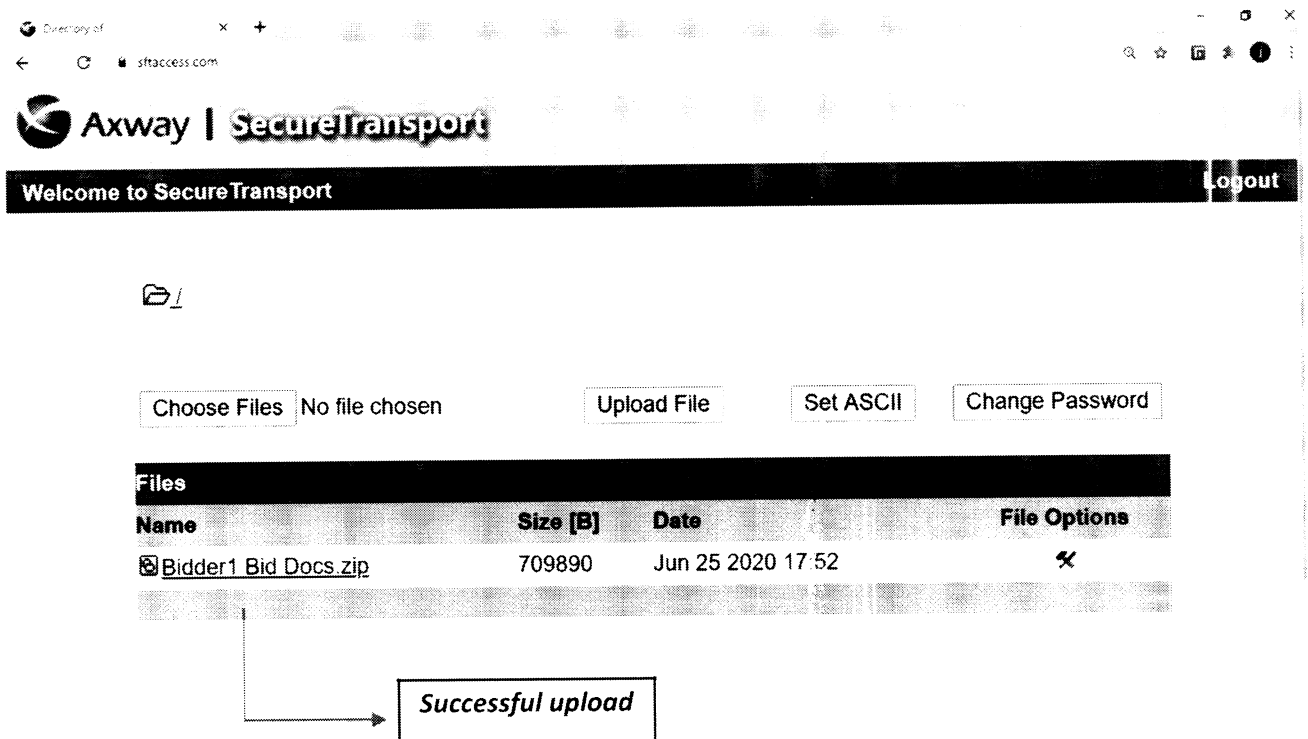 Directory of
sftaccess.com
Axway | SecureTransport
Welcome to SecureTransport Logout
/
Choose Files No file chosen Upload File Set ASCII Change Password
Files
Name Size [B] Date File Options
Bidder1 Bid Docs.zip 709890 Jun 25 2020 17:52
Successful upload